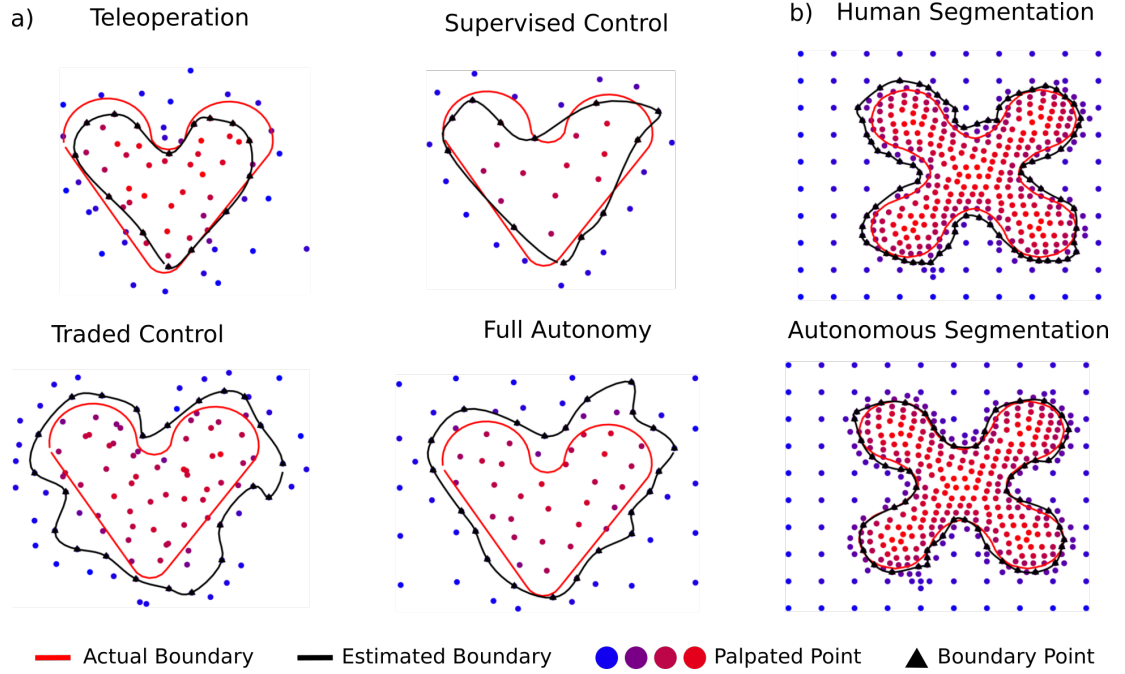 a)
Teleoperation
Supervised Control
b)
Human Segmentation
Traded Control
Full Autonomy
Autonomous Segmentation
Actual Boundary
Estimated Boundary
Palpated Point
Boundary Point